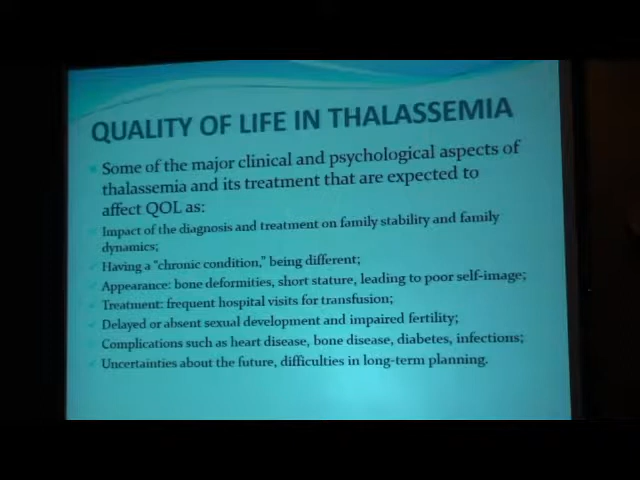 QUALITY OF LIFE IN THALASSEMIA
Some of the major clinical and psychological aspects of
thalassemia and its treatment that are expected to
affect QOL as:
Impact of the diagnosis and treatment on family stability and family
dynamics;
Having a "chronic condition," being different;
Appearance: bone deformities, short stature, leading to poor self-image;
Treatment: frequent hospital visits for transfusion;
Delayed or absent sexual development and impaired fertility;
Complications such as heart disease, bone disease, diabetes, infections;
Uncertainties about the future, difficulties in long-term planning.